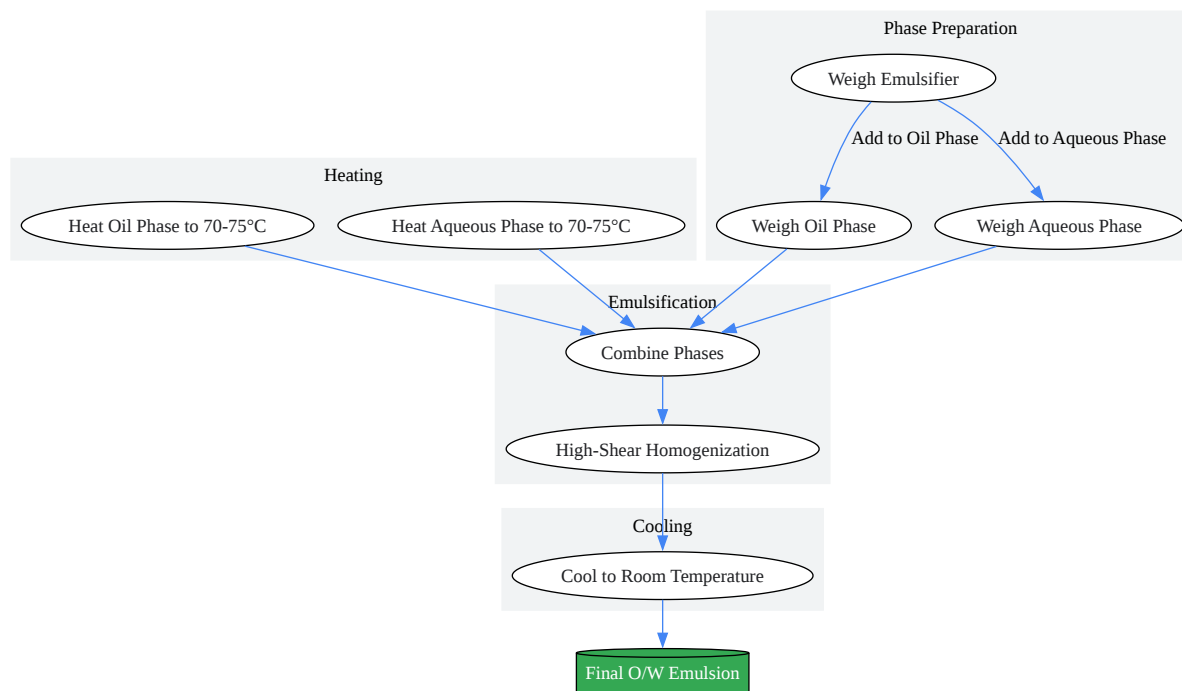 Phase Preparation
Weigh Emulsifier
Add to Oil Phase
Add to Aqueous Phase
Heating
Heat Oil Phase to 70-75°C
Heat Aqueous Phase to 70-75°C
Weigh Oil Phase
Weigh Aqueous Phase
Emulsification
Combine Phases
High-Shear Homogenization
Cooling
Cool to Room Temperature
Final O/W Emulsion